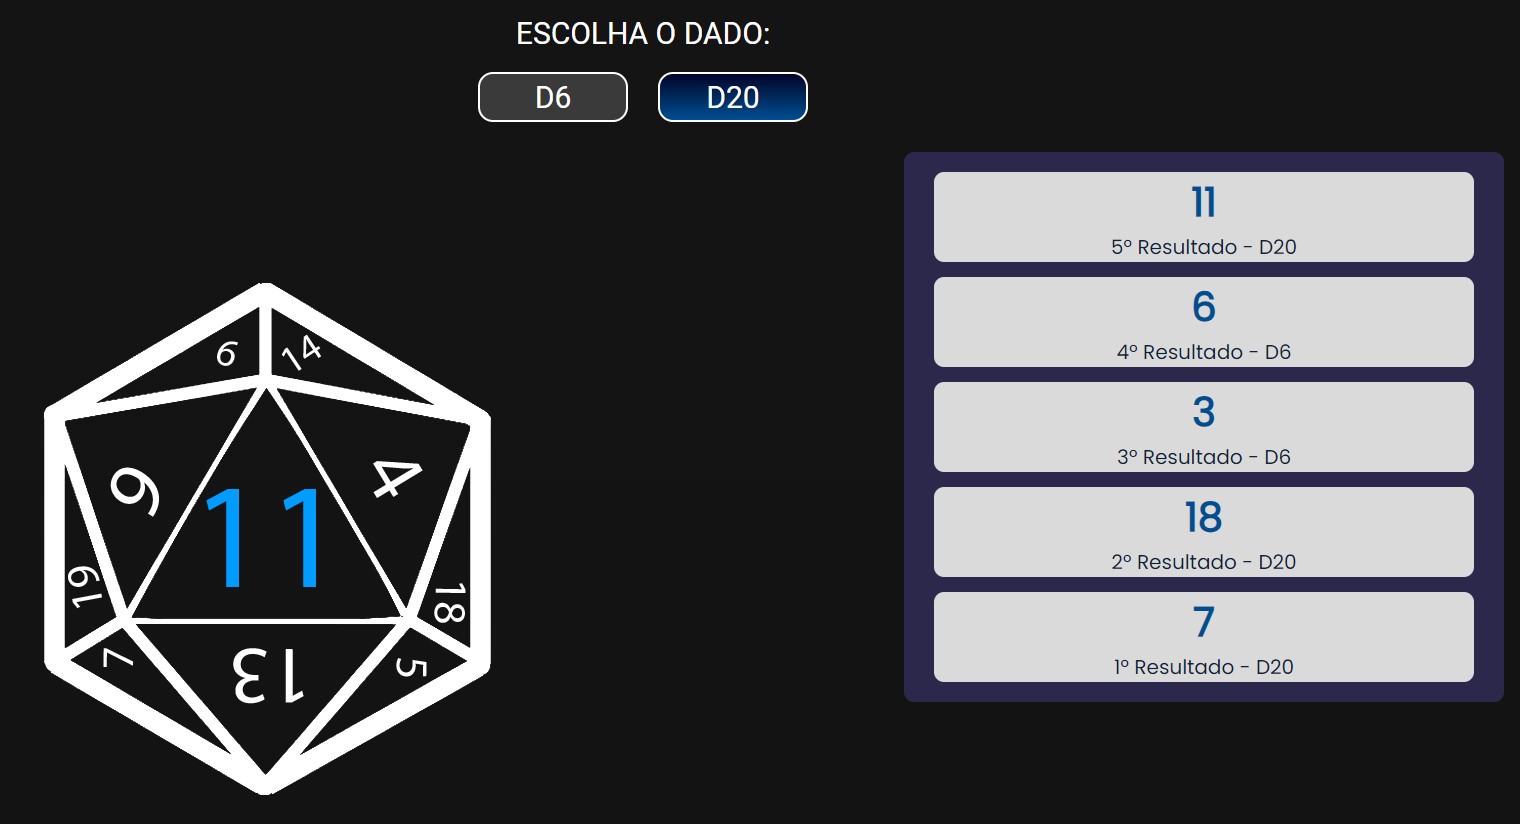 ESCOLHA O DADO:
D6
D20
11
5º Resultado - D20
6
4º Resultado - D6
3
3º Resultado - D6
18
2º Resultado - D20
7
1º Resultado - D20
6
14
9
4
11
19
18
7
13
5